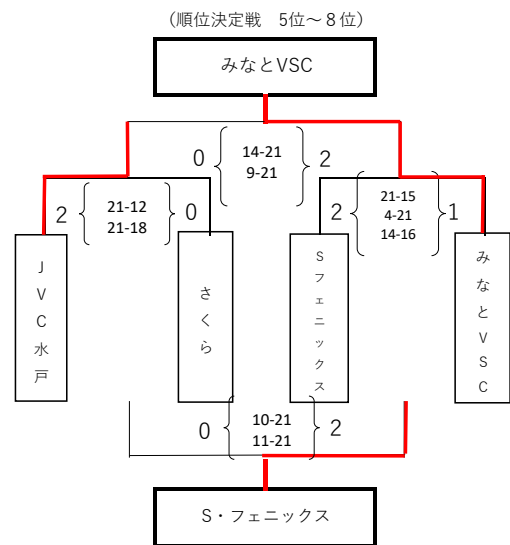 (順位決定戦　5位～８位)
みなとVSC
0 14-21 2
9-21
2 21-12 0
21-18
2 21-15 1
4-21
14-16
ＪＶＣ水戸
さくら
Sフェニックス
みなとＶＳＣ
0 10-21 2
11-21
S・フェニックス